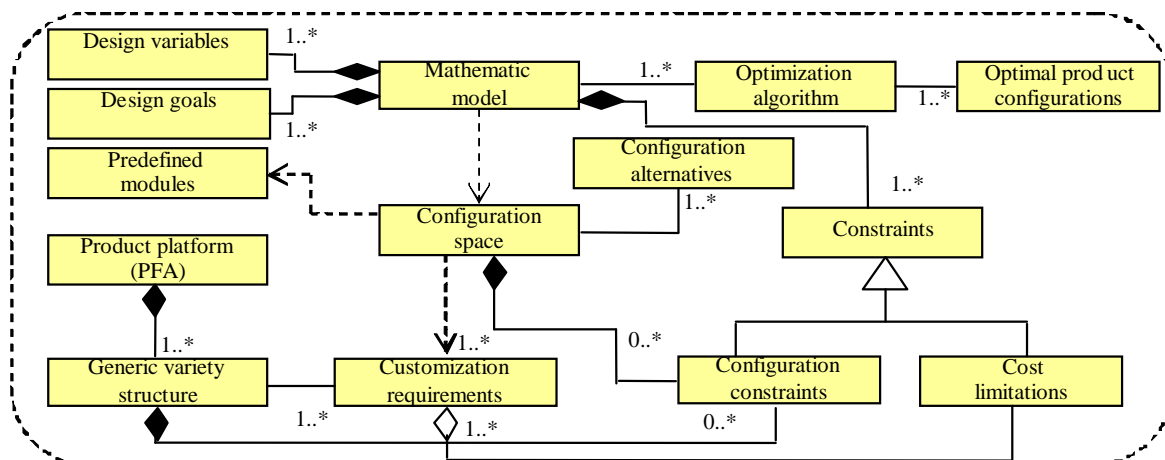 Design variables
1..*
Mathematic
model
1..*
Optimization
algorithm
1..*
Optimal prod uct
configurations
Design goals
1..*
Predefined
modules
Configuration
alternatives
1..*
1..*
Configuration
space
Constraints
Product platform
(PFA)
1..*
1..*
0..*
Generic variety
structure
Customization
requirements
Configuration
constraints
Cost
limitations
1..*
1..*
0..*